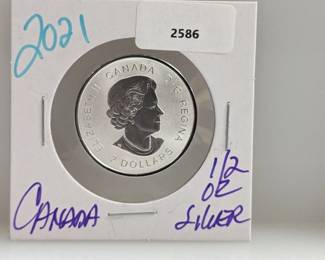 2021
2586
ELIZABETH II CANADA D·G·REGINA
2 DOLLARS
1/2
CANADA OZ
SILVER